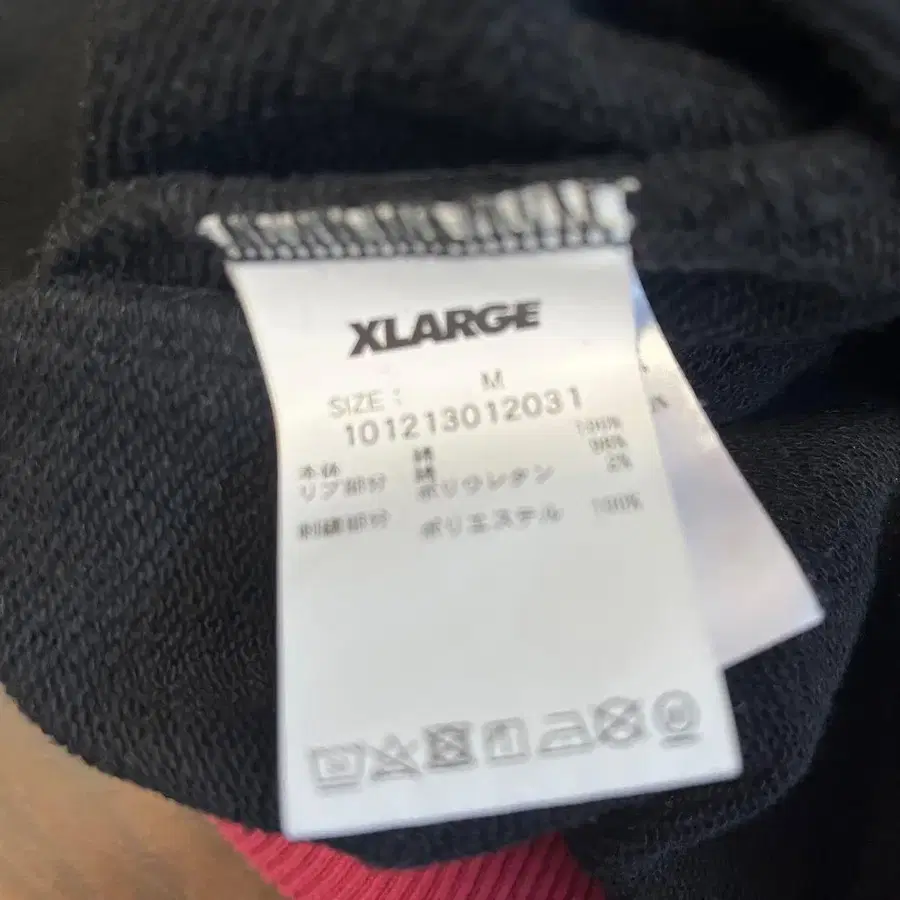 XLARGE
SIZE : M
101213012031
本体 綿 100%
リブ部分 綿 98%
ポリウレタン 2%
刺繍部分 ポリエステル 100%